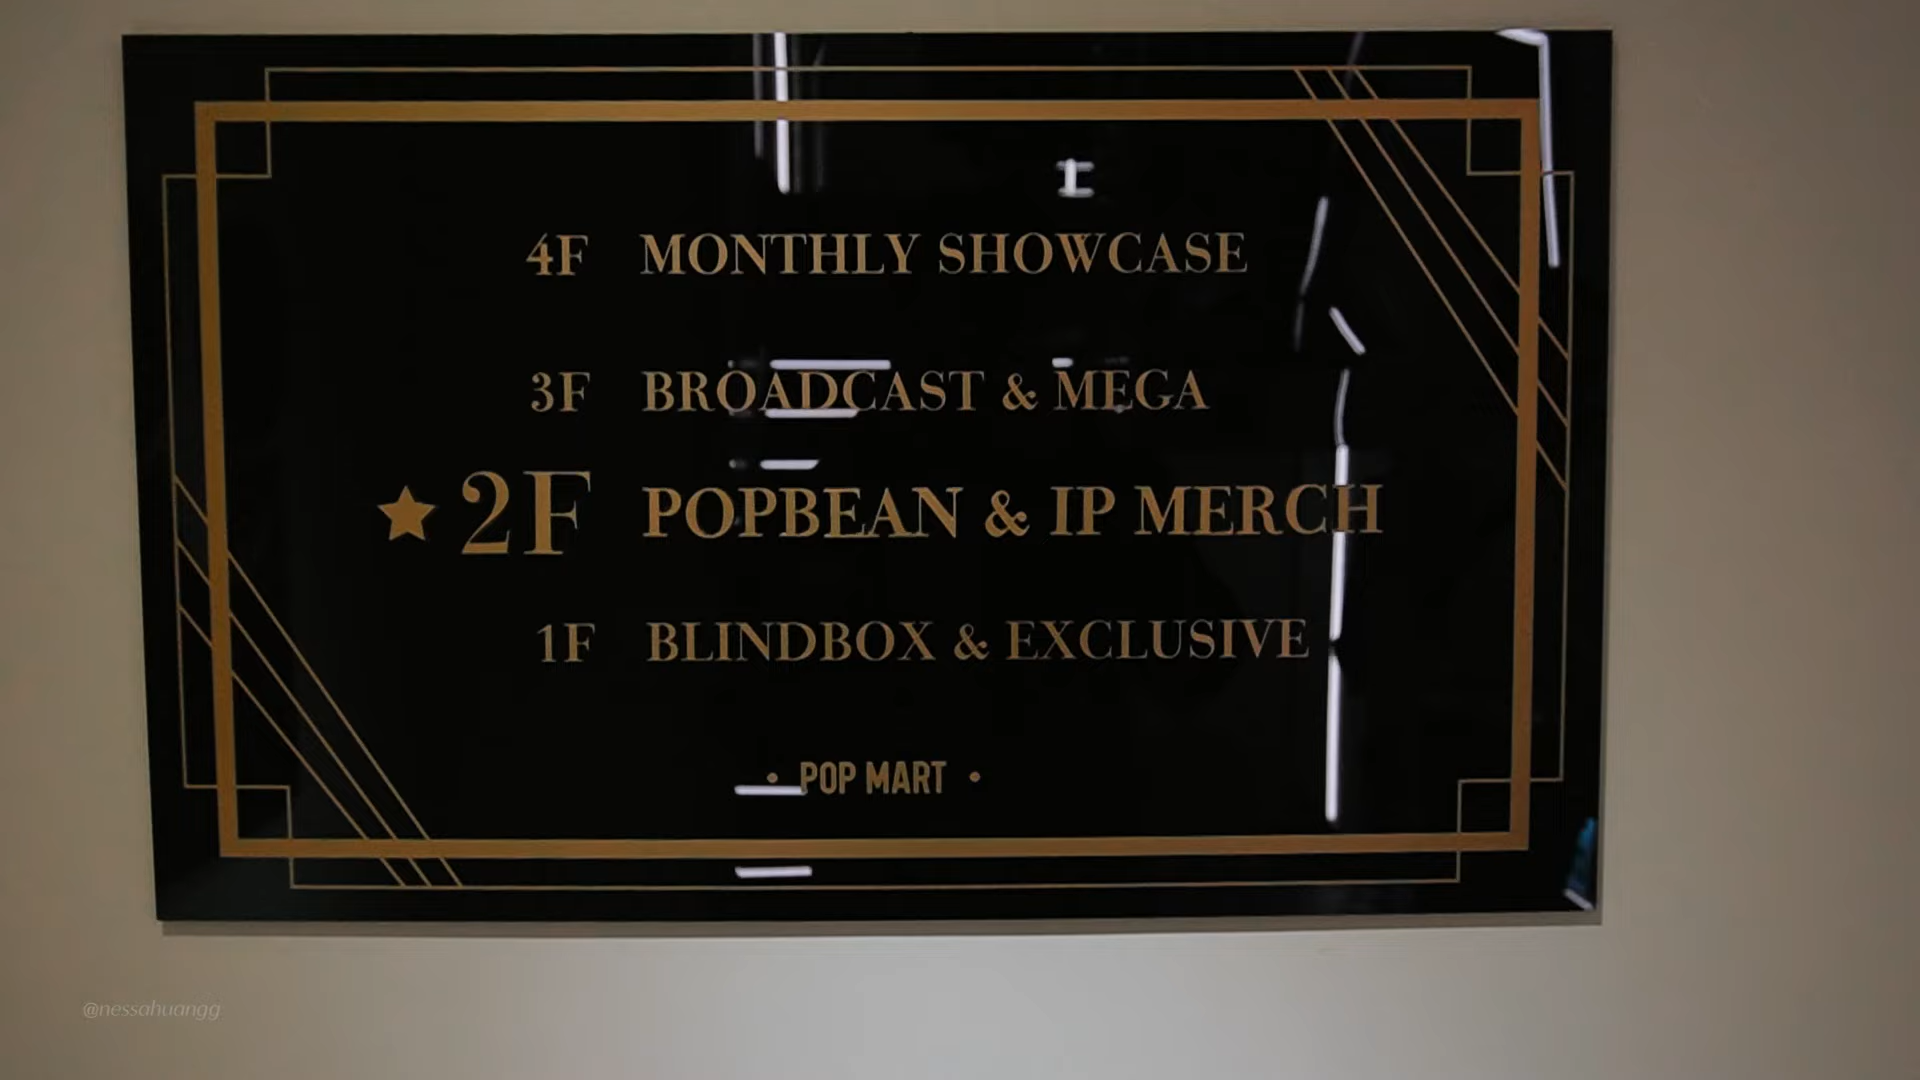 4F MONTHLY SHOWCASE
3F BROADCAST & MEGA
★ 2F POPBEAN & IP MERCH
1F BLINDBOX & EXCLUSIVE
• POP MART •
@nessahuangg